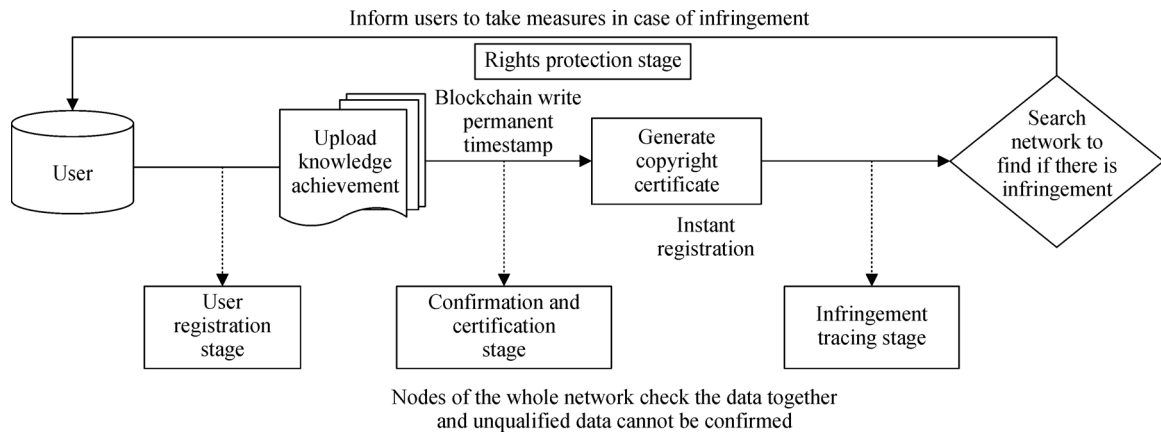 Inform users to take measures in case of infringement
Rights protection stage
User
Upload
knowledge
achievement
Blockchain write
permanent
timestamp
Generate
copyright
certificate
Instant
registration
Search
network to
find if there is
infringement
User
registration
stage
Confirmation and
certification
stage
Infringement
tracing stage
Nodes of the whole network check the data together
and unqualified data cannot be confirmed